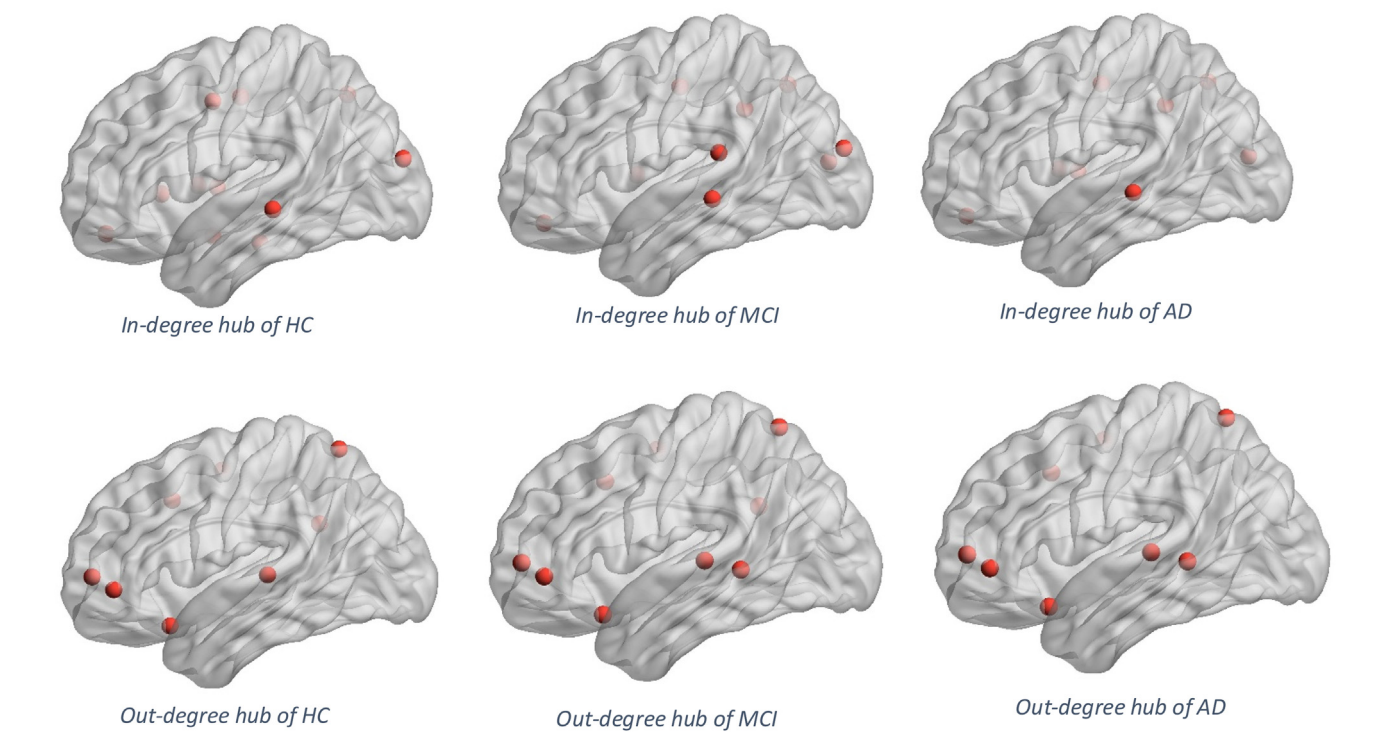 In-degree hub of HC
In-degree hub of MCI
In-degree hub of AD
Out-degree hub of HC
Out-degree hub of MCI
Out-degree hub of AD